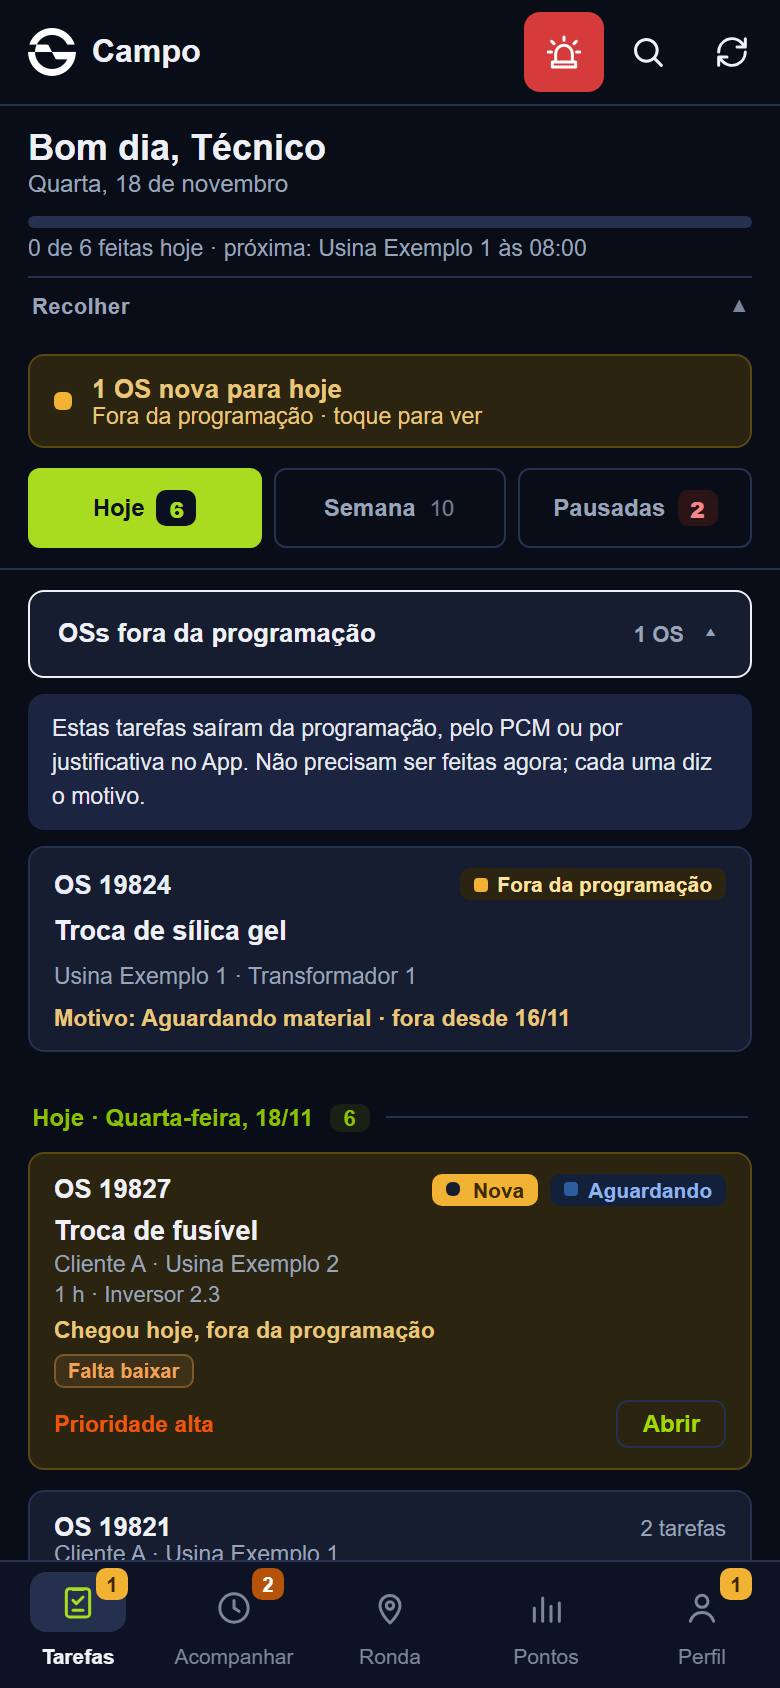 Campo
Bom dia, Técnico
Quarta, 18 de novembro
0 de 6 feitas hoje · próxima: Usina Exemplo 1 às 08:00
Recolher ▲
1 OS nova para hoje
Fora da programação · toque para ver
Hoje 6 Semana 10 Pausadas 2
OSs fora da programação 1 OS ▲
Estas tarefas saíram da programação, pelo PCM ou por
justificativa no App. Não precisam ser feitas agora; cada uma diz
o motivo.
OS 19824 Fora da programação
Troca de sílica gel
Usina Exemplo 1 · Transformador 1
Motivo: Aguardando material · fora desde 16/11
Hoje · Quarta-feira, 18/11 6
OS 19827 Nova Aguardando
Troca de fusível
Cliente A · Usina Exemplo 2
1 h · Inversor 2.3
Chegou hoje, fora da programação
Falta baixar
Prioridade alta Abrir
OS 19821 2 tarefas
Cliente A · Usina Exemplo 1
1 2 1
Tarefas Acompanhar Ronda Pontos Perfil